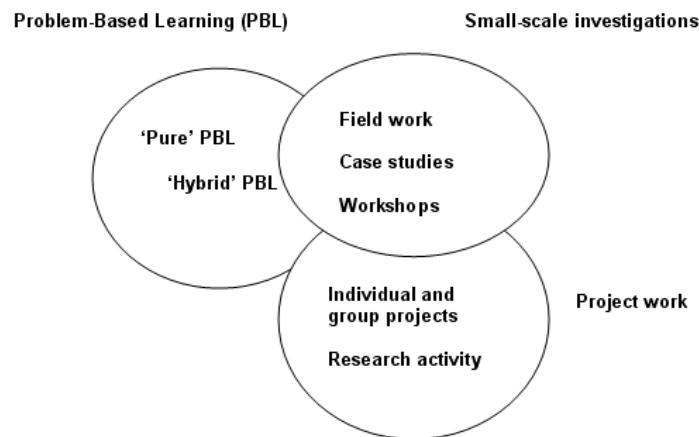 Problem-Based Learning (PBL)
Small-scale investigations
‘Pure’ PBL
‘Hybrid’ PBL
Field work
Case studies
Workshops
Individual and
group projects
Research activity
Project work